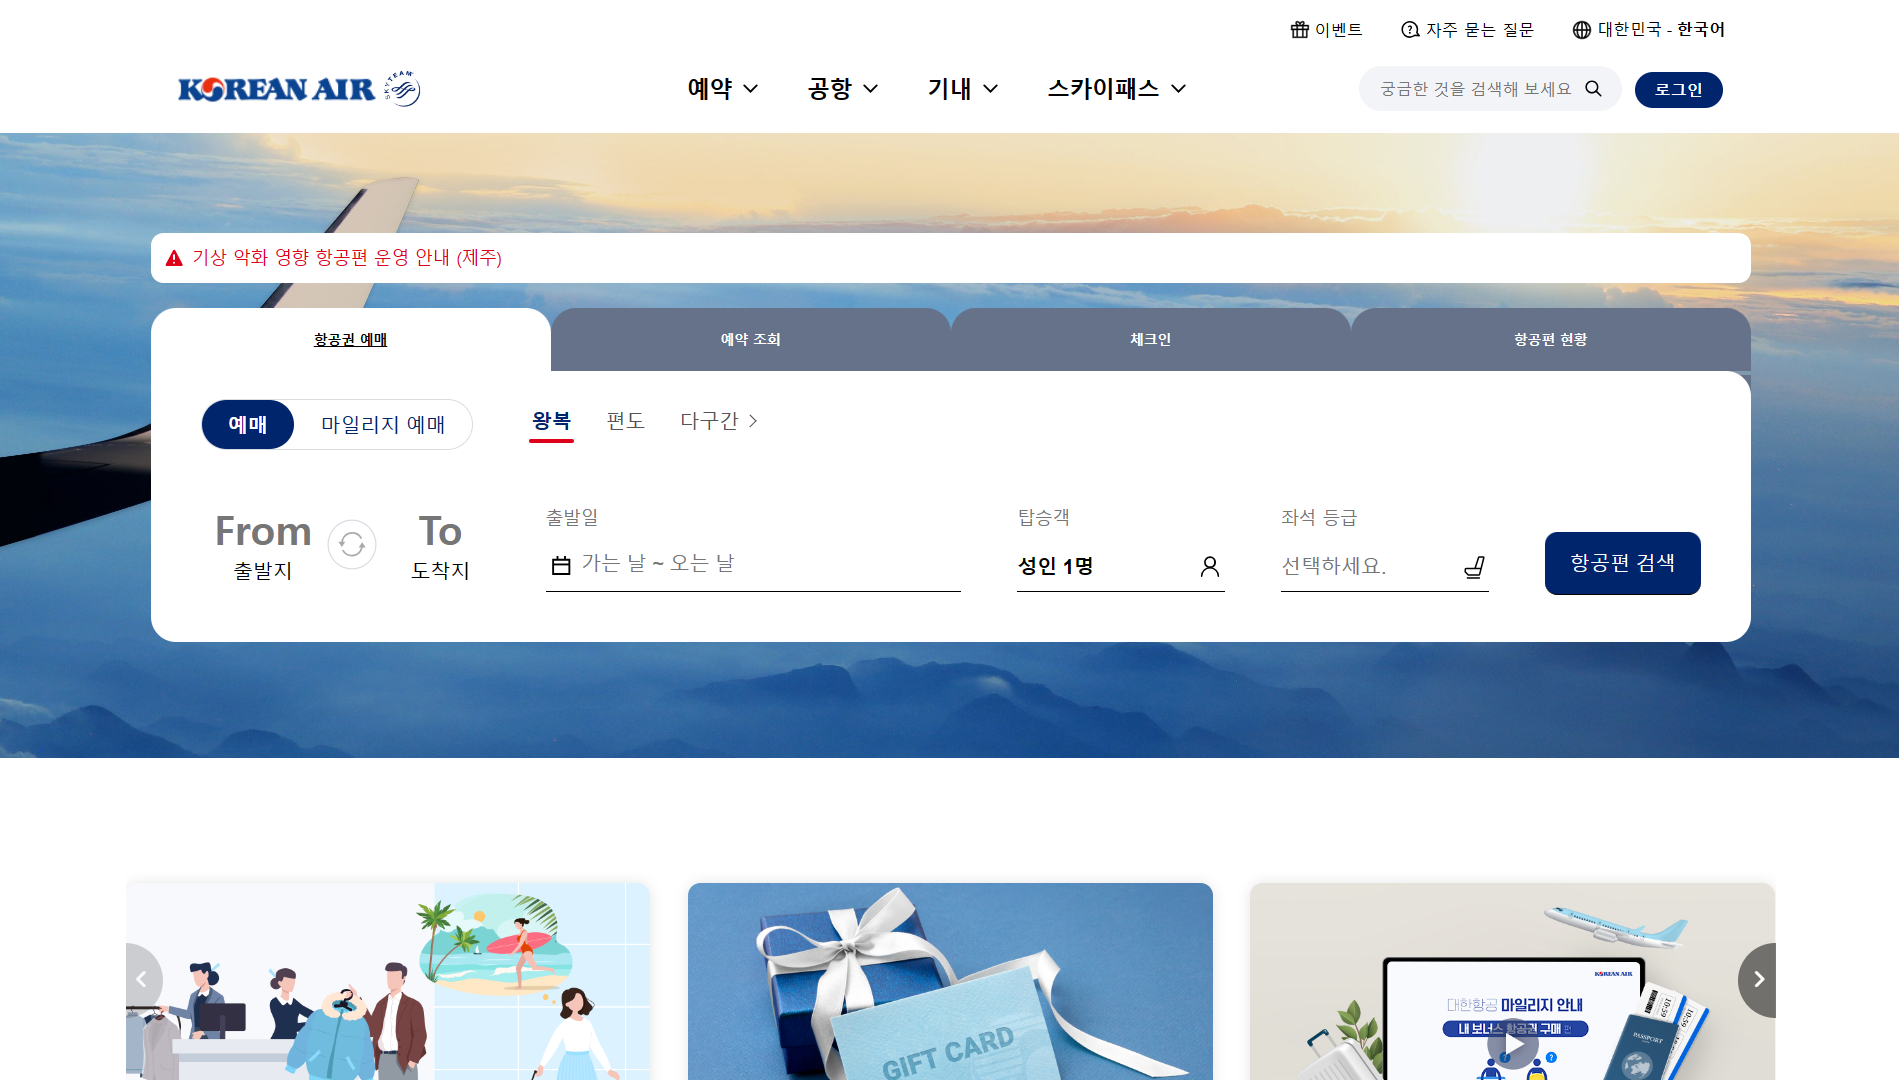 이벤트
자주 묻는 질문
대한민국 - 한국어
KOREAN AIR
SKYTEAM
예약
공항
기내
스카이패스
궁금한 것을 검색해 보세요
로그인
기상 악화 영향 항공편 운영 안내 (제주)
항공권 예매
예약 조회
체크인
항공편 현황
예매
마일리지 예매
왕복
편도
다구간
From
출발지
To
도착지
출발일
가는 날 ~ 오는 날
탑승객
성인 1명
좌석 등급
선택하세요.
항공편 검색
GIFT CARD
KOREAN AIR
대한항공 마일리지 안내
내 보너스 항공권 구매 편
10:59
10:59
PASSPORT
?
?